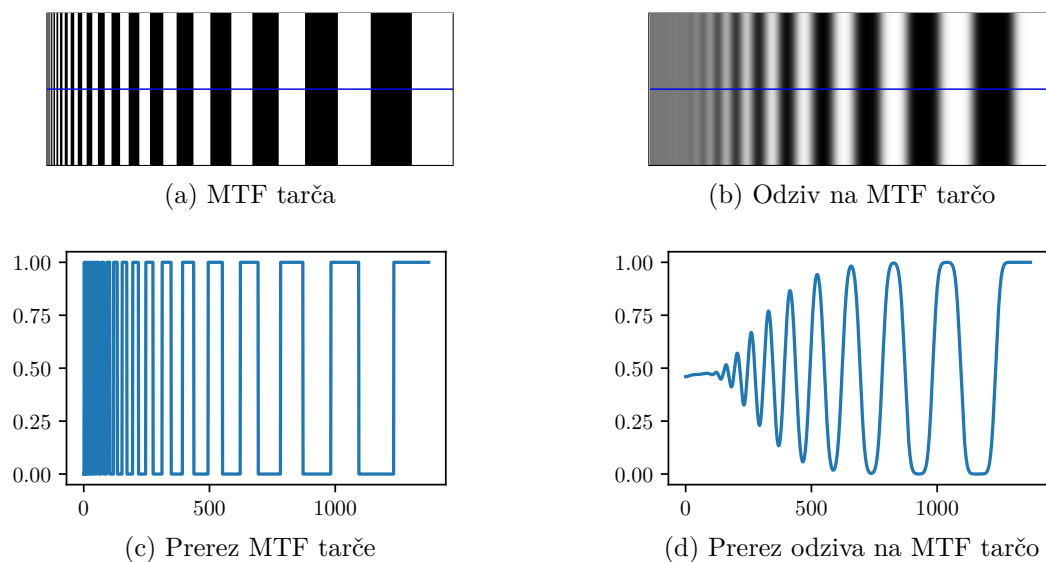 (a) MTF tarča
(b) Odziv na MTF tarčo
1.00
0.75
0.50
0.25
0.00
0 500 1000
(c) Prerez MTF tarče
1.00
0.75
0.50
0.25
0.00
0 500 1000
(d) Prerez odziva na MTF tarčo